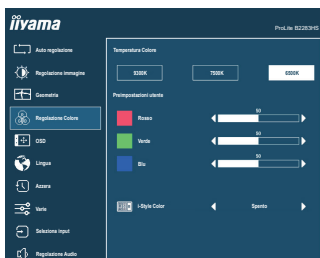 iiyama
ProLite B2283HS
Auto regolazione
Regolazione immagine
Geometria
Regolazione Colore
OSD
Lingua
Azzera
Varie
Seleziona input
Regolazione Audio
Temperatura Colore
9300K
7500K
6500K
Preimpostazioni utente
Rosso
50
Verde
50
Blu
50
i-Style Color
Spento